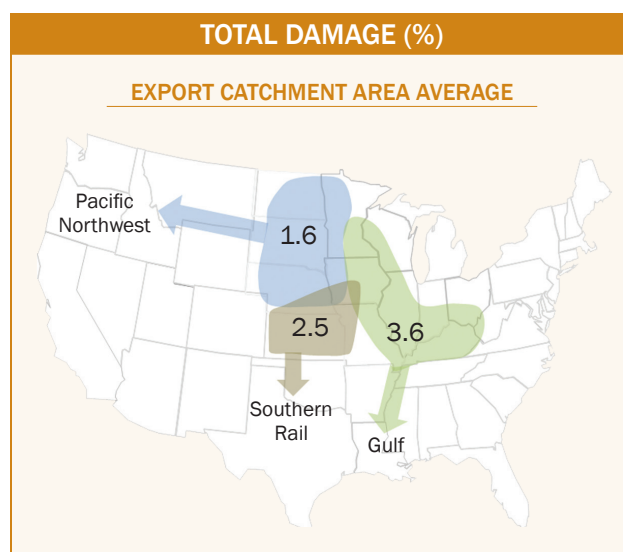 TOTAL DAMAGE (%)
EXPORT CATCHMENT AREA AVERAGE
Pacific
Northwest
1.6
2.5
3.6
Southern
Rail
Gulf